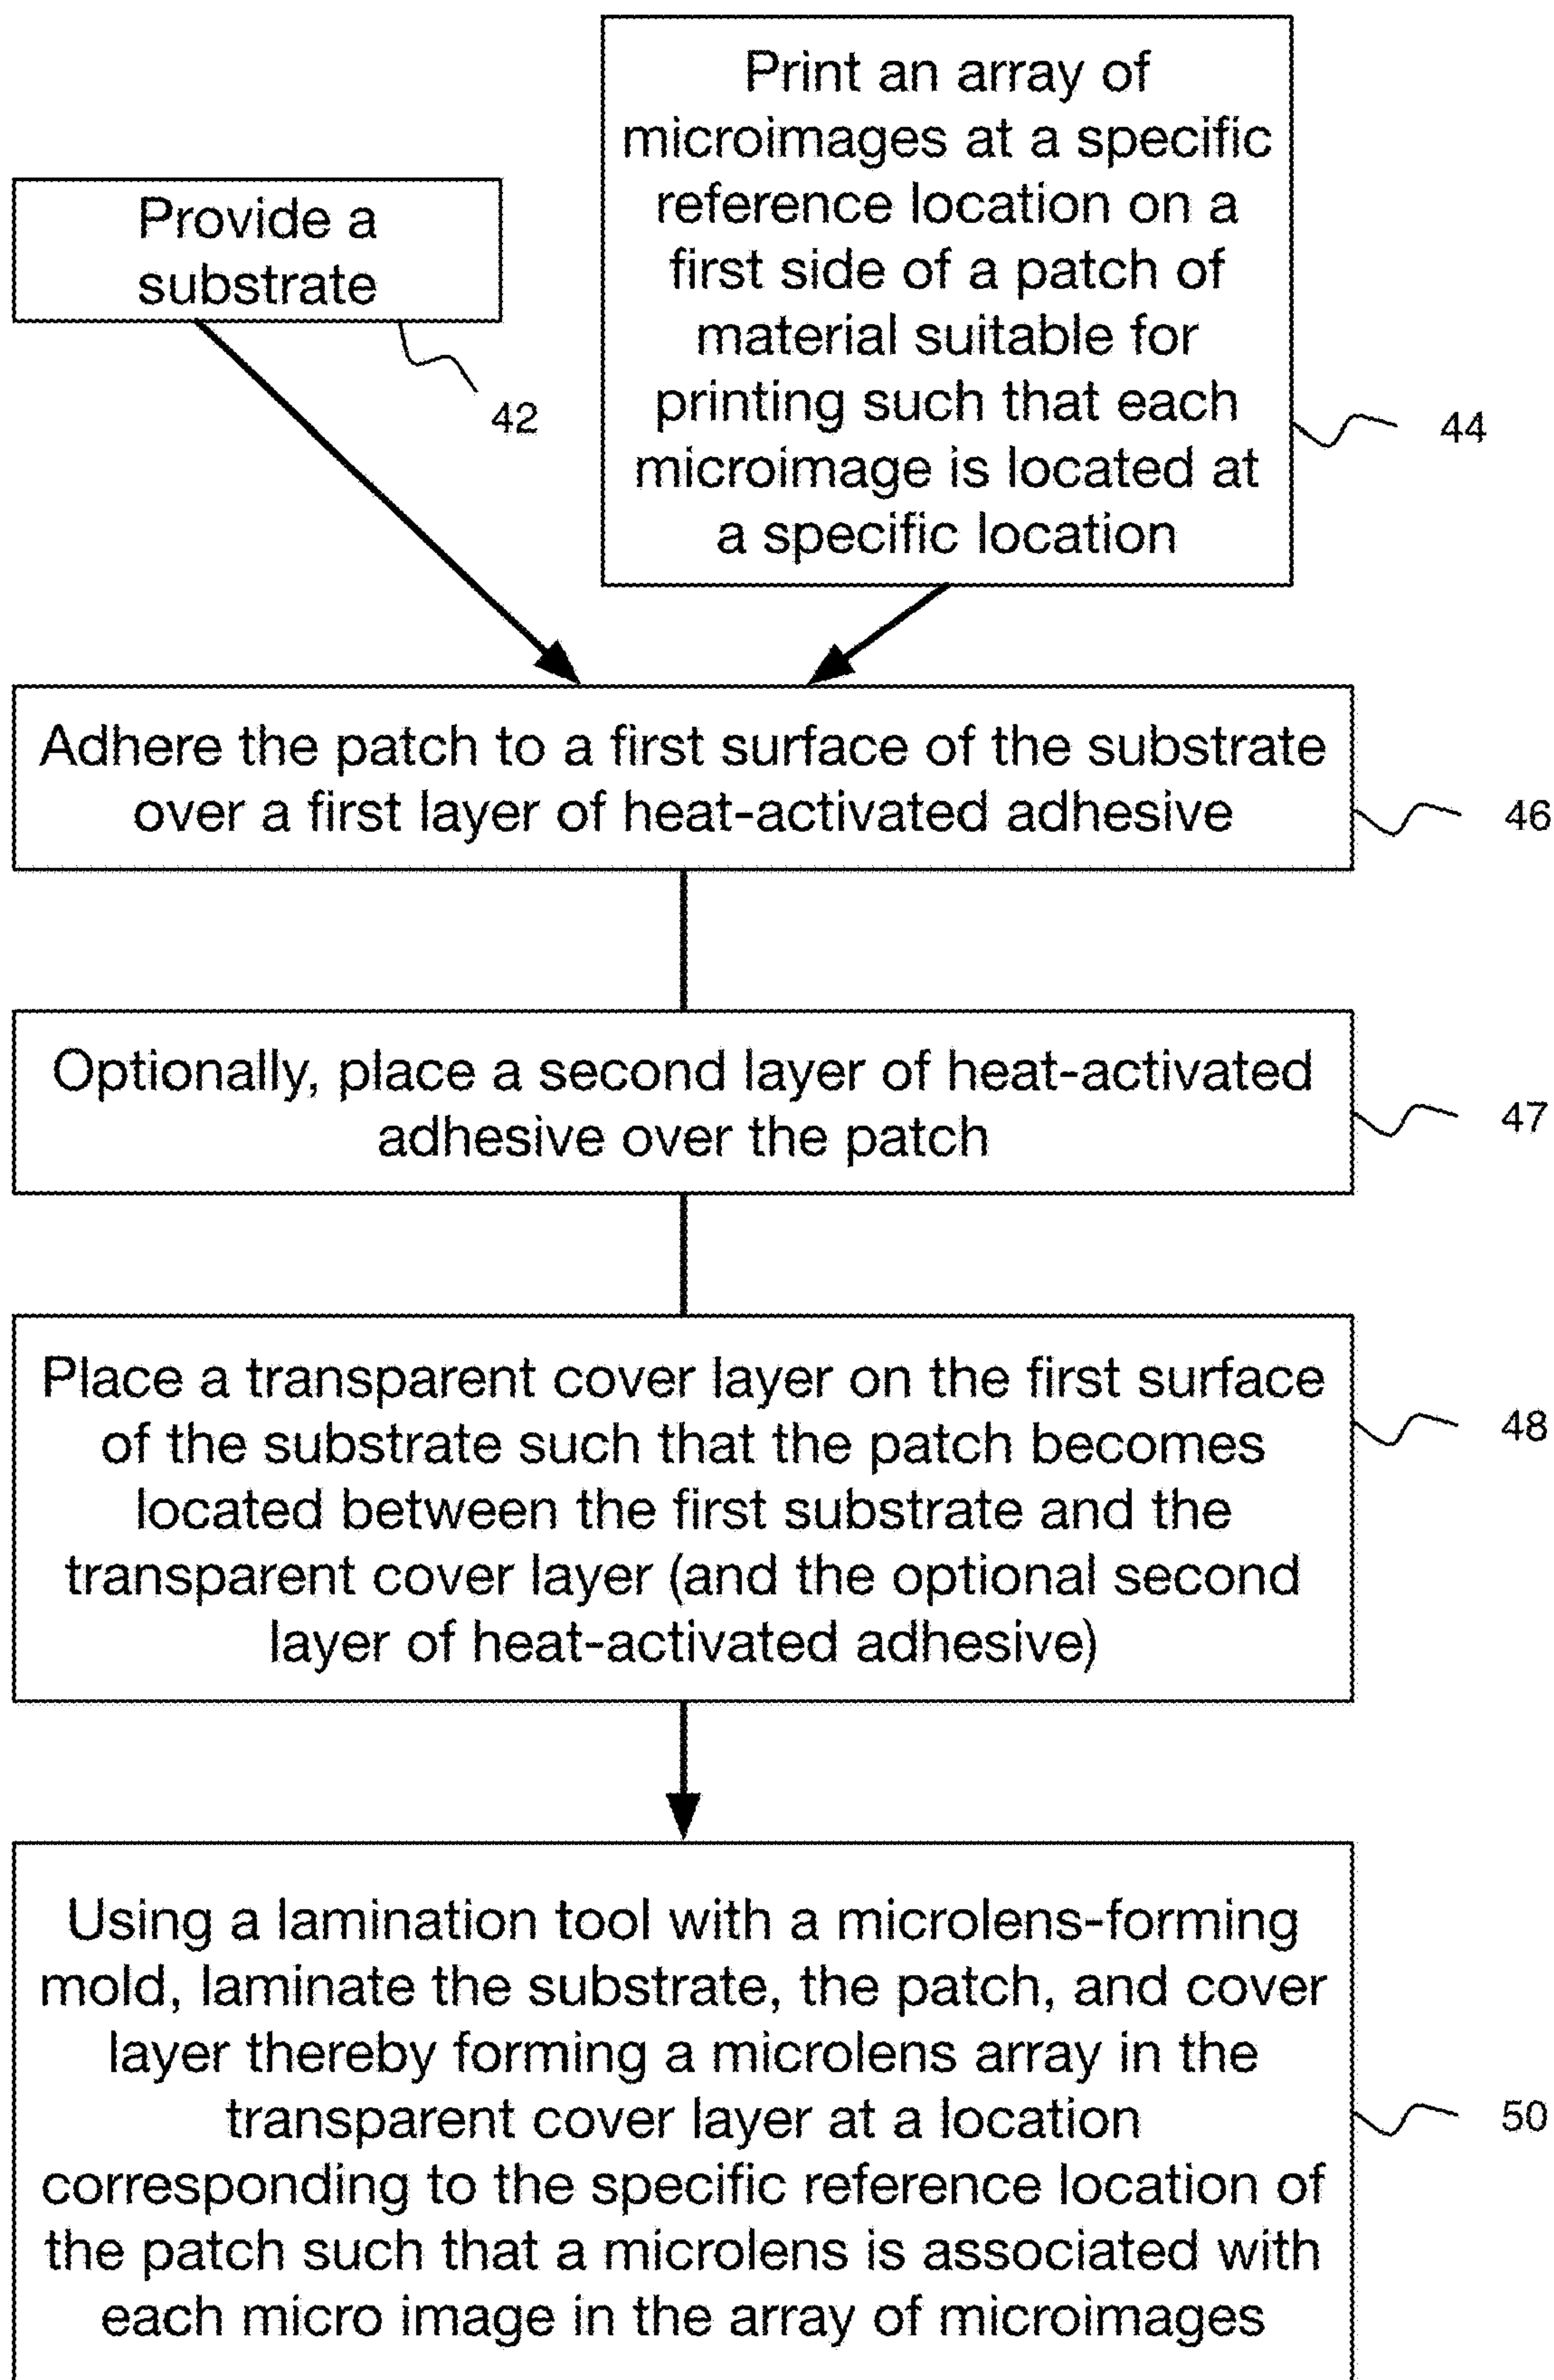 Print an array of
microimages at a specific
reference location on a
first side of a patch of
material suitable for
printing such that each
microimage is located at
a specific location
44
Provide a
substrate
42
Adhere the patch to a first surface of the substrate
over a first layer of heat-activated adhesive
46
Optionally, place a second layer of heat-activated
adhesive over the patch
47
Place a transparent cover layer on the first surface
of the substrate such that the patch becomes
located between the first substrate and the
transparent cover layer (and the optional second
layer of heat-activated adhesive)
48
Using a lamination tool with a microlens-forming
mold, laminate the substrate, the patch, and cover
layer thereby forming a microlens array in the
transparent cover layer at a location
corresponding to the specific reference location of
the patch such that a microlens is associated with
each micro image in the array of microimages
50